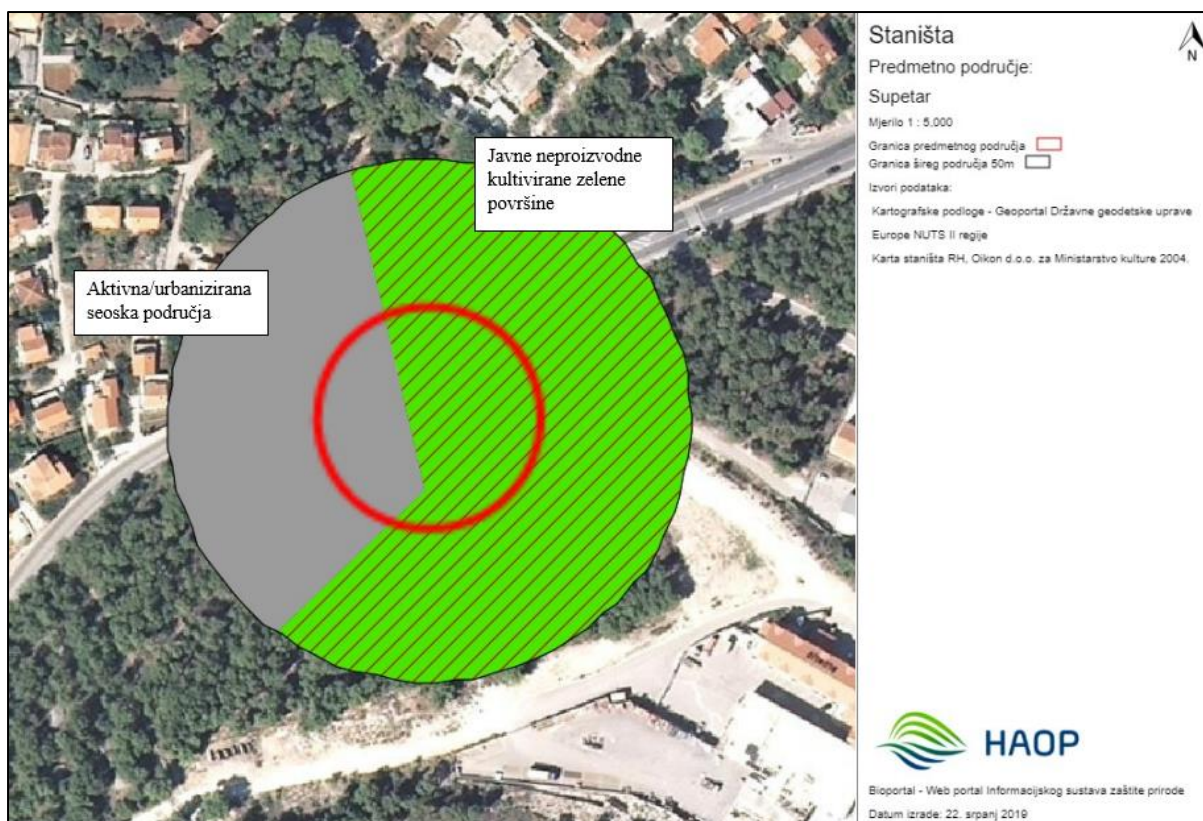 Javne neproizvodne
kultivirane zelene
površine
Aktivna/urbanizirana
seoska područja
Staništa
N
Predmetno područje:
Supetar
Mjerilo 1 : 5,000
Granica predmetnog područja
Granica šireg područja 50m
Izvori podataka:
Kartografske podloge - Geoportal Državne geodetske uprave
Europe NUTS II regije
Karta staništa RH, Oikon d.o.o. za Ministarstvo kulture 2004.
HAOP
Bioportal - Web portal Informacijskog sustava zaštite prirode
Datum izrade: 22. srpanj 2019